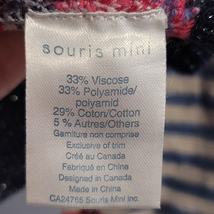 souris mini
33% Viscose
33% Polyamide/
polyamid
29% Coton/Cotton
5 % Autres/Others
Garniture non comprise
Exclusive of trim
Créé au Canada
Fabriqué en Chine
Designed in Canada
Made in China
CA24765 Souris Mini Inc.